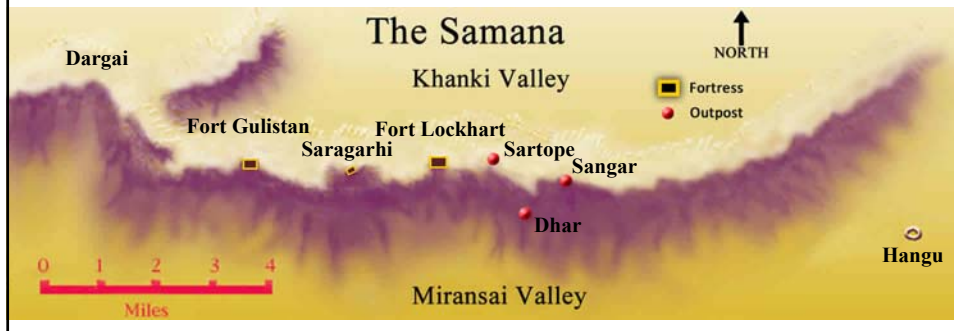 The Samana
NORTH
Dargai
Khanki Valley
Fortress
Outpost
Fort Gulistan
Fort Lockhart
Saragarhi
Sartope
Sangar
Dhar
Hangu
0 1 2 3 4
Miles
Miransai Valley